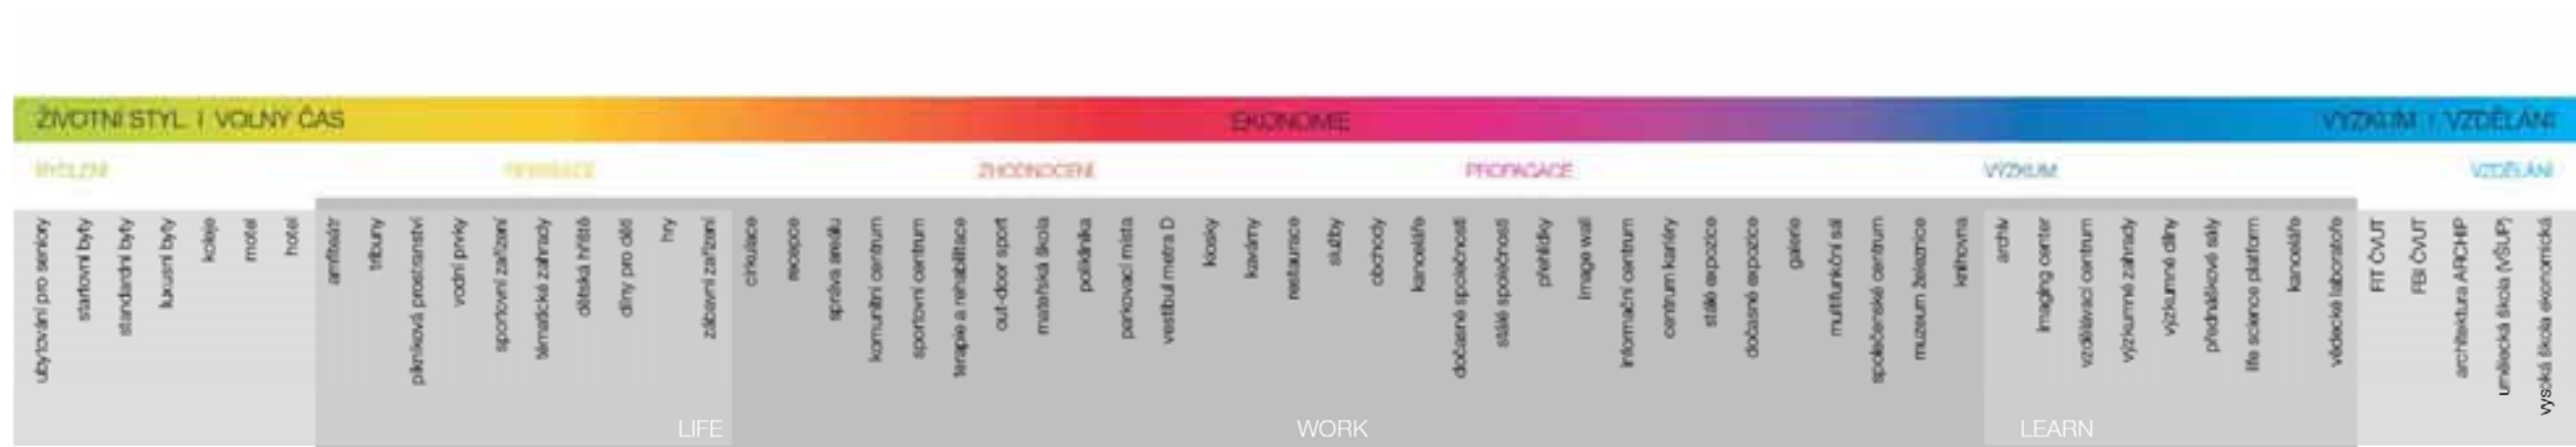 ŽIVOTNÍ STYL I VOLNÝ ČAS
EKONOMIE
VÝZKUM I VZDĚLÁNÍ
BYDLENÍ
REKREACE
ZHODNOCENÍ
PROPAGACE
VÝZKUM
VZDĚLÁNÍ
ubytování pro seniory
startovní byty
standardní byty
luxusní byty
koleje
motel
hotel
amfiteátr
tribuny
pikniková prostranství
vodní prvky
sportovní zařízení
tématické zahrady
dětská hřiště
dílny pro děti
hry
zábavní zařízení
cirkulace
recepce
správa areálu
komunitní centrum
sportovní centrum
terapie a rehabilitace
out-door sport
mateřská škola
poliklinika
parkovací místa
vestibul metra D
kiosky
kavárny
restaurace
služby
obchody
kanceláře
dočasné společnosti
stálé společnosti
přehlídky
image wall
informační centrum
centrum kariéry
stálé expozice
dočasné expozice
galerie
multifunkční sál
společenské centrum
muzeum železnice
knihovna
archiv
imaging center
vzdělávací centrum
výzkumné zahrady
výzkumné dílny
přednáškové sály
life science platform
kanceláře
vědecké laboratoře
FIT ČVUT
FBI ČVUT
architektura ARCHIP
umělecká škola (VŠUP)
vysoká škola ekonomická
LIFE
WORK
LEARN